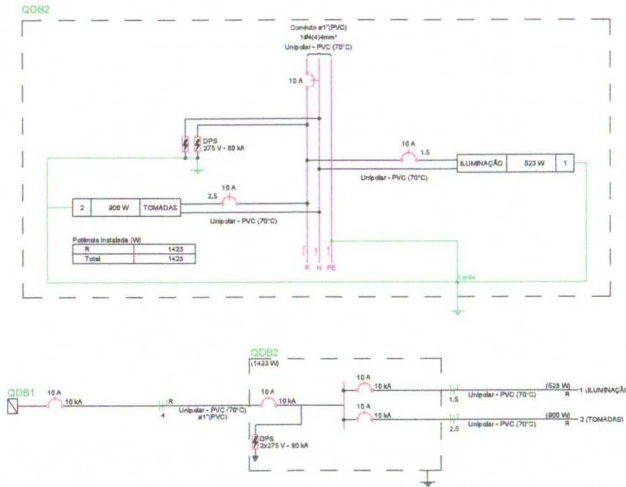 QDB2
Conduto ø1"(PVC)
1#4(4)4mm²
Unipolar - PVC (70°C)
10 A
DPS
275 V - 80 kA
10 A
1.5
ILUMINAÇÃO 523 W 1
Unipolar - PVC (70°C)
10 A
2.5
2 900 W TOMADAS
Unipolar - PVC (70°C)
Potência Instalada (W)
R 1423
Total 1423
R N PE
QDB2
(1423 W)
QDB1
10 A
10 kA
R
4
Unipolar - PVC (70°C)
ø1"(PVC)
10 A
10 kA
10 A
10 kA
(523 W)
1.5
Unipolar - PVC (70°C)
R
1 (ILUMINAÇÃ
10 A
10 kA
(900 W)
2.5
Unipolar - PVC (70°C)
R
2 (TOMADAS)
DPS
2x275 V - 80 kA